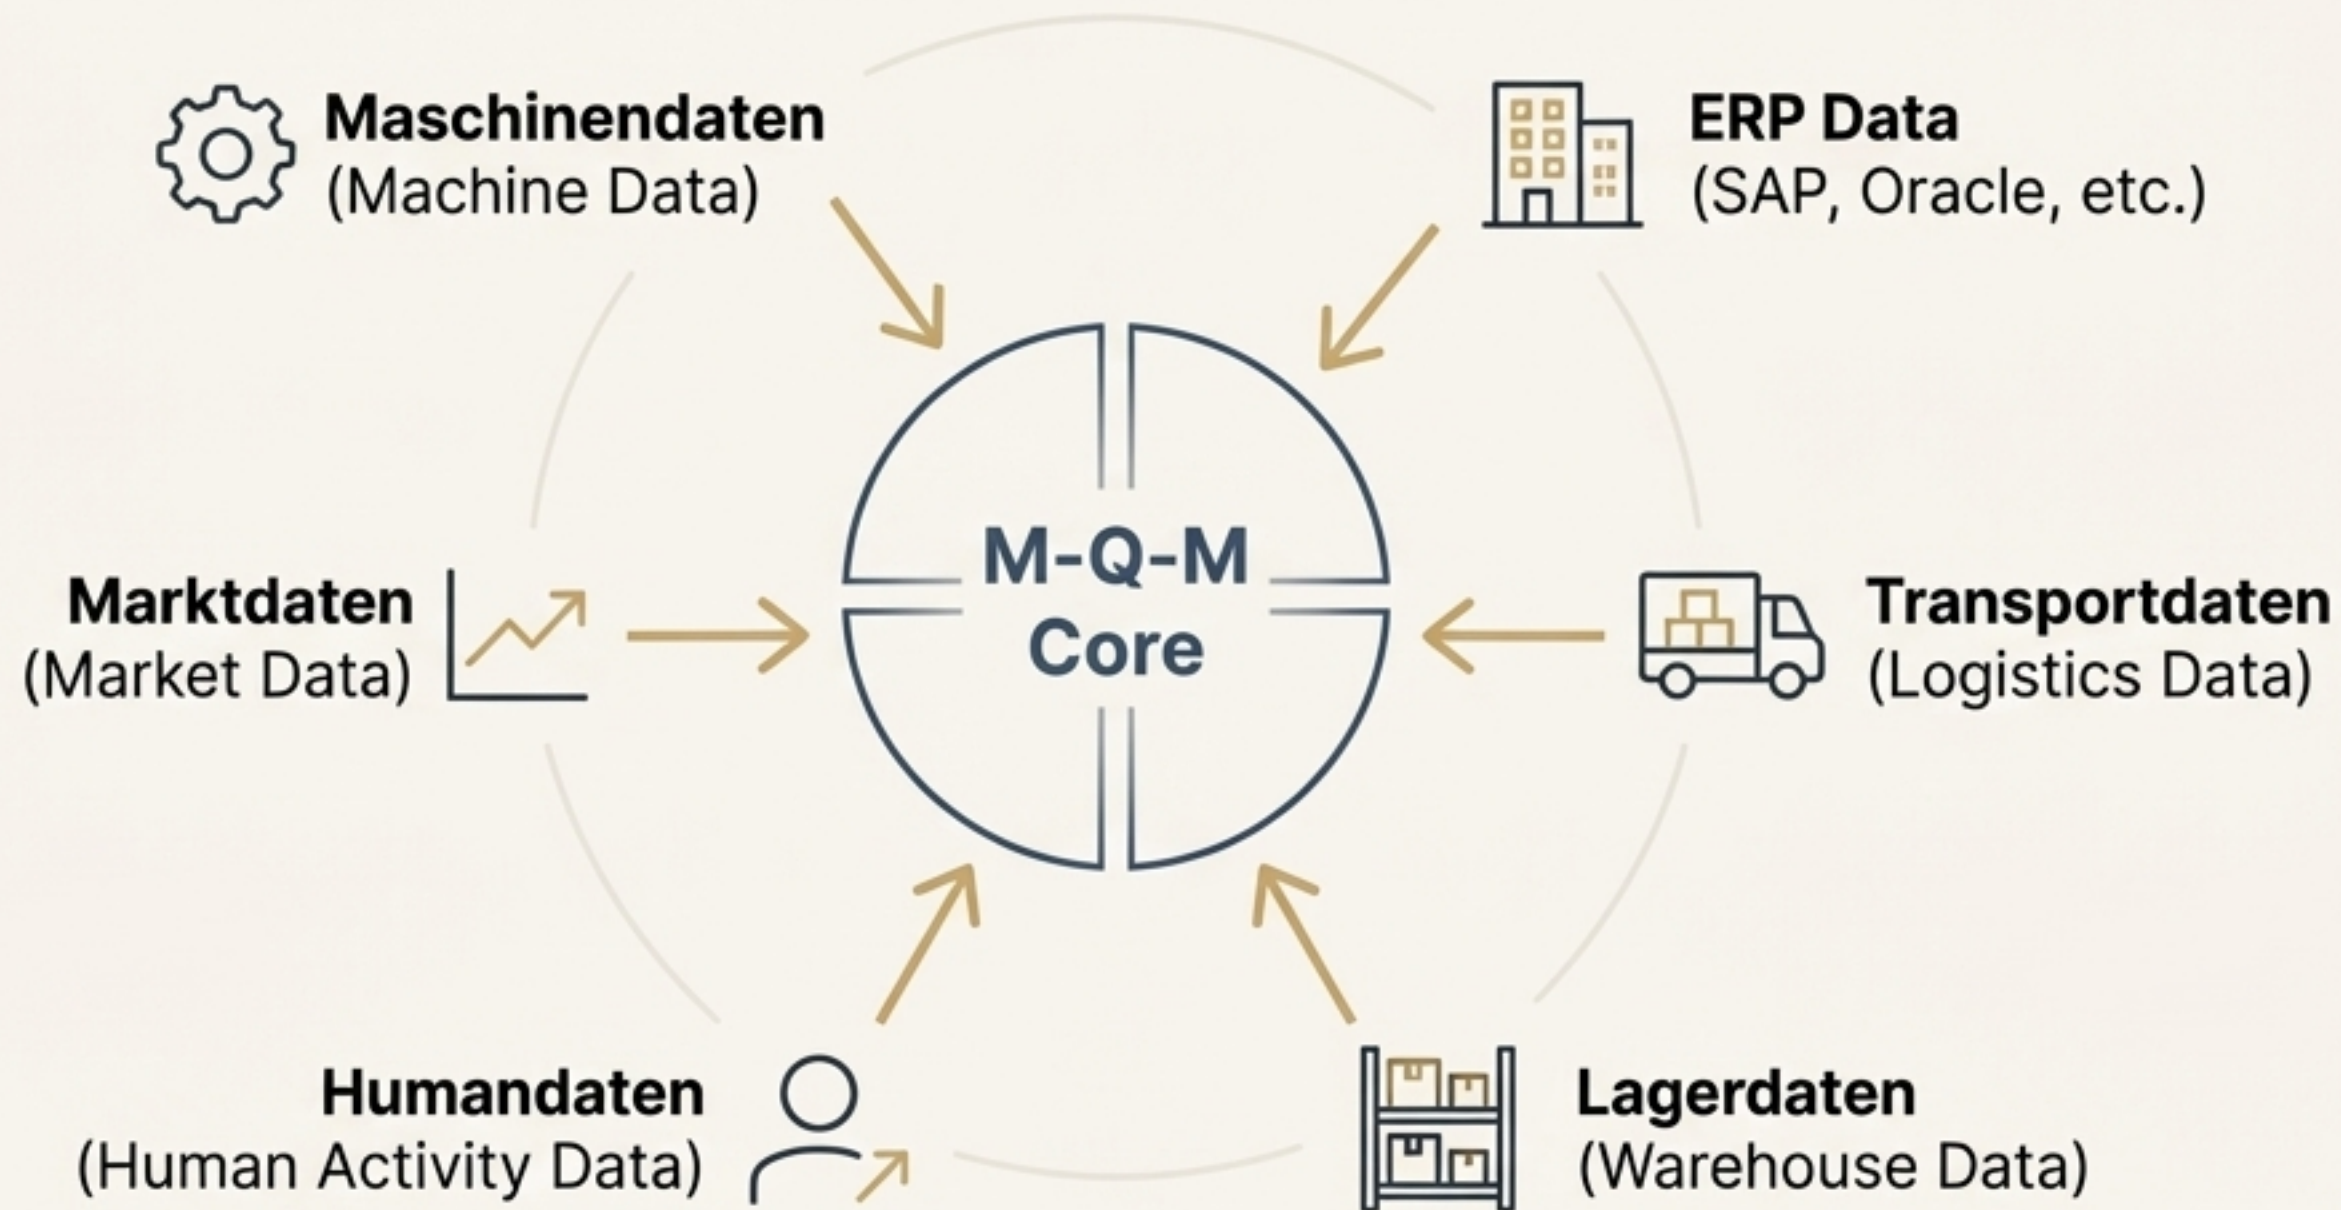 Maschinendaten
(Machine Data)
ERP Data
(SAP, Oracle, etc.)
Marktdaten
(Market Data)
M-Q-M
Core
Transportdaten
(Logistics Data)
Humandaten
(Human Activity Data)
Lagerdaten
(Warehouse Data)